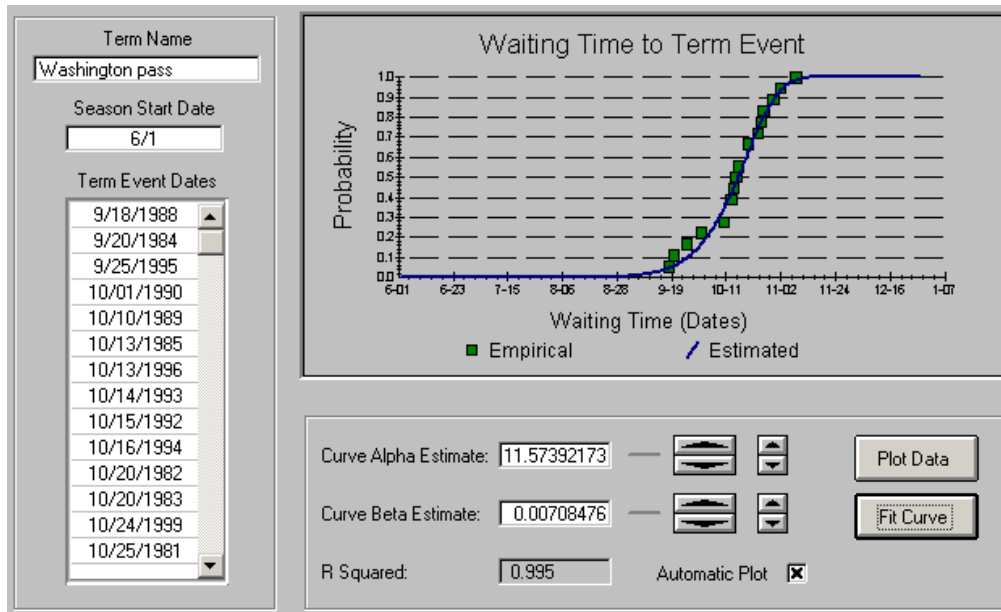 Term Name
Washington pass
Season Start Date
6/1
Term Event Dates
9/18/1988
9/20/1984
9/25/1995
10/01/1990
10/10/1989
10/13/1985
10/13/1996
10/14/1993
10/15/1992
10/16/1994
10/20/1982
10/20/1983
10/24/1999
10/25/1981
Waiting Time to Term Event
Probability
1.0
0.9
0.8
0.7
0.6
0.5
0.4
0.3
0.2
0.1
0.0
6-01 6-23 7-15 8-06 8-28 9-19 10-11 11-02 11-24 12-16 1-07
Waiting Time (Dates)
Empirical Estimated
Curve Alpha Estimate: 11.57392173
Plot Data
Curve Beta Estimate: 0.00708476
Fit Curve
R Squared: 0.995 Automatic Plot